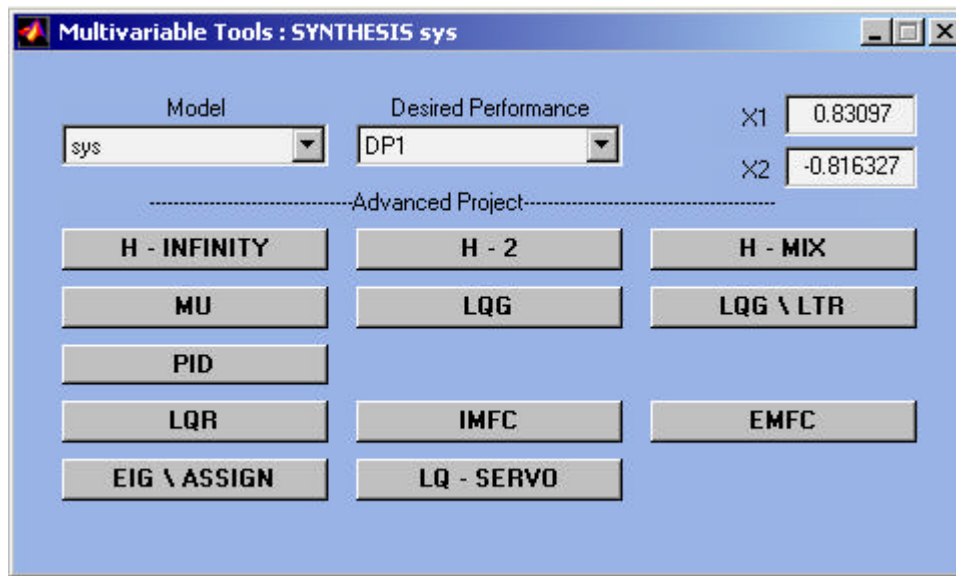 Multivariable Tools : SYNTHESIS sys
Model Desired Performance X1 0.83097
sys DP1
X2 -0.816327
Advanced Project
H - INFINITY H - 2 H - MIX
MU LQG LQG \ LTR
PID
LQR IMFC EMFC
EIG \ ASSIGN LQ - SERVO